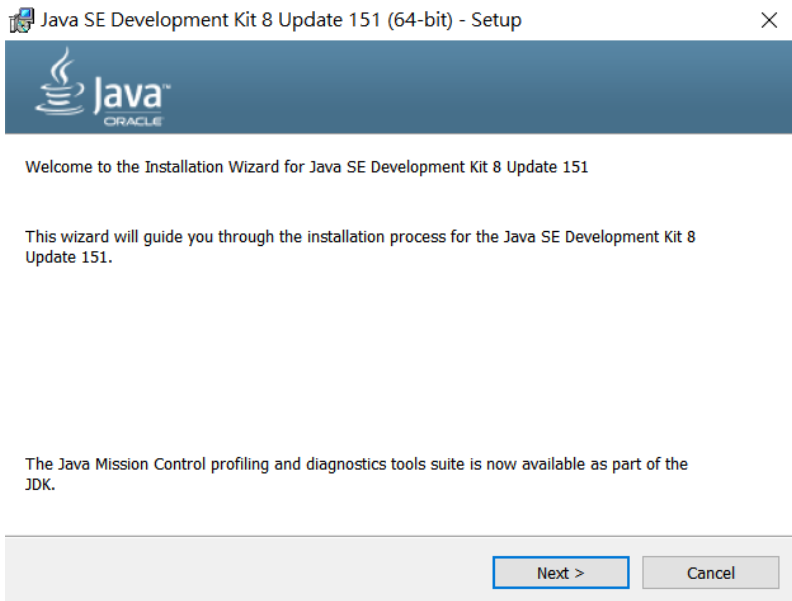 Java SE Development Kit 8 Update 151 (64-bit) - Setup
Java™
ORACLE
Welcome to the Installation Wizard for Java SE Development Kit 8 Update 151
This wizard will guide you through the installation process for the Java SE Development Kit 8
Update 151.
The Java Mission Control profiling and diagnostics tools suite is now available as part of the
JDK.
Next >
Cancel